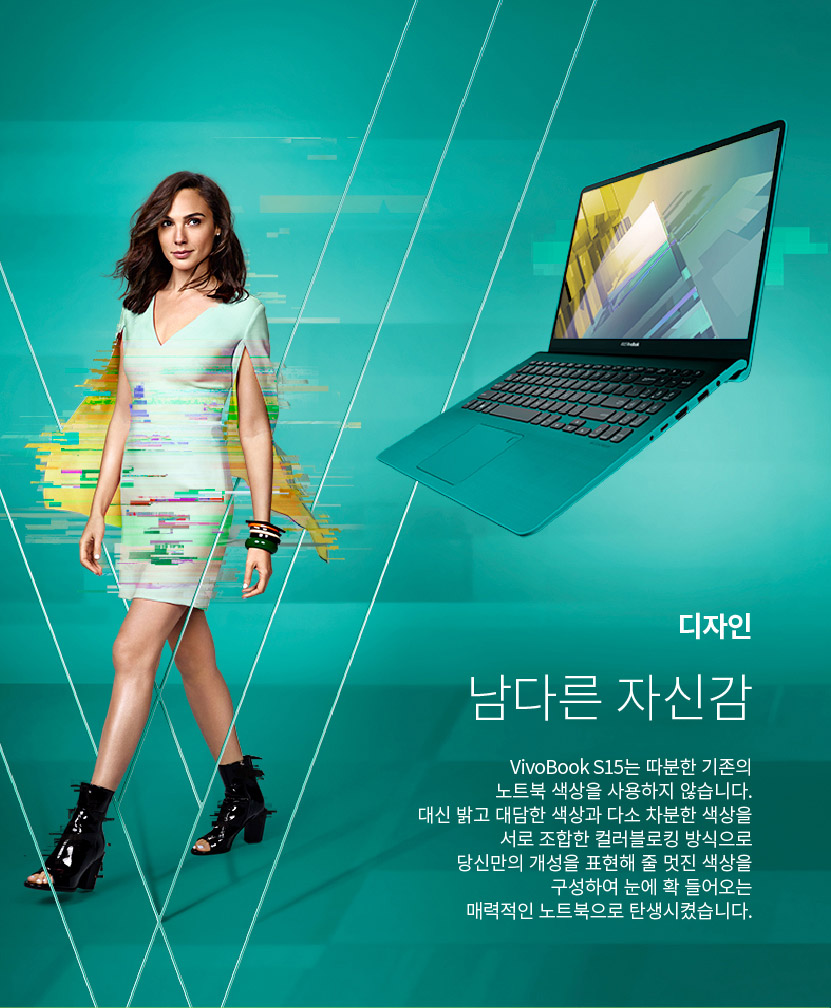 디자인
남다른 자신감
VivoBook S15는 따분한 기존의
노트북 색상을 사용하지 않습니다.
대신 밝고 대담한 색상과 다소 차분한 색상을
서로 조합한 컬러블로킹 방식으로
당신만의 개성을 표현해 줄 멋진 색상을
구성하여 눈에 확 들어오는
매력적인 노트북으로 탄생시켰습니다.